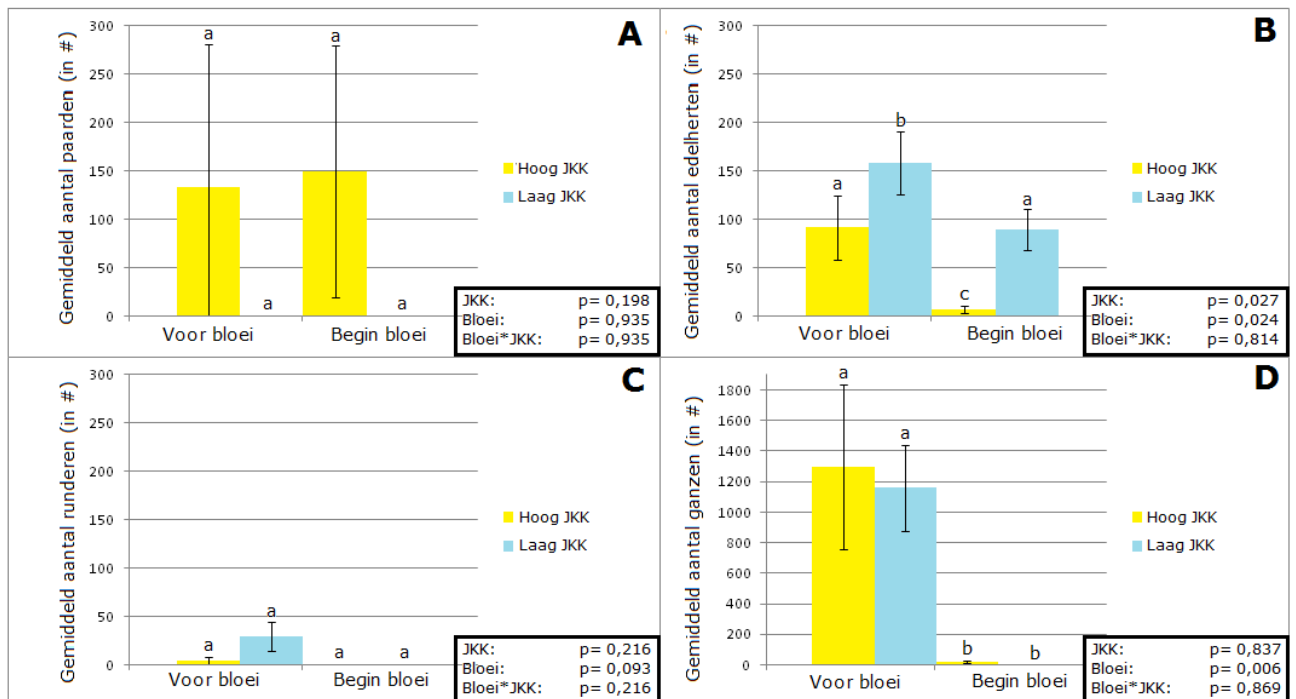 A
Gemiddeld aantal paarden (in #)
300
250
200
150
100
50
0
a
a
a
a
Voor bloei
Begin bloei
Hoog JKK
Laag JKK
JKK: p= 0,198
Bloei: p= 0,935
Bloei*JKK: p= 0,935
B
Gemiddeld aantal edelherten (in #)
300
250
200
150
100
50
0
a
b
c
a
Voor bloei
Begin bloei
Hoog JKK
Laag JKK
JKK: p= 0,027
Bloei: p= 0,024
Bloei*JKK: p= 0,814
C
Gemiddeld aantal runderen (in #)
300
250
200
150
100
50
0
a
a
a
a
Voor bloei
Begin bloei
Hoog JKK
Laag JKK
JKK: p= 0,216
Bloei: p= 0,093
Bloei*JKK: p= 0,216
D
Gemiddeld aantal ganzen (in #)
1800
1600
1400
1200
1000
800
600
400
200
0
a
a
b
b
Voor bloei
Begin bloei
Hoog JKK
Laag JKK
JKK: p= 0,837
Bloei: p= 0,006
Bloei*JKK: p= 0,869